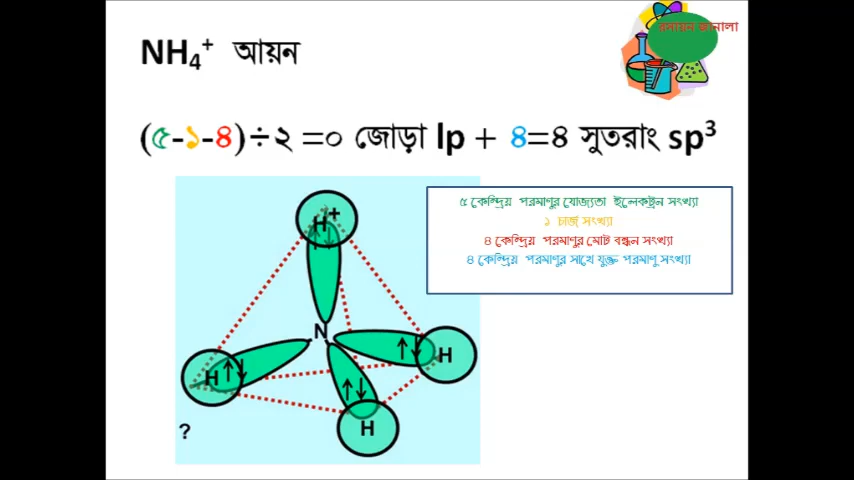 রসায়ন জানালা
NH₄⁺ আয়ন
(৫-১-৪)÷২ =০ জোড়া lp + ৪=৪ সুতরাং sp³
৫ কেন্দ্রিয় পরমাণুর যোজ্যতা ইলেকট্রন সংখ্যা
১ চার্জ সংখ্যা
৪ কেন্দ্রিয় পরমাণুর মোট বন্ধন সংখ্যা
৪ কেন্দ্রিয় পরমাণুর সাথে যুক্ত পরমাণু সংখ্যা
H⁺
N
H
H
H
?